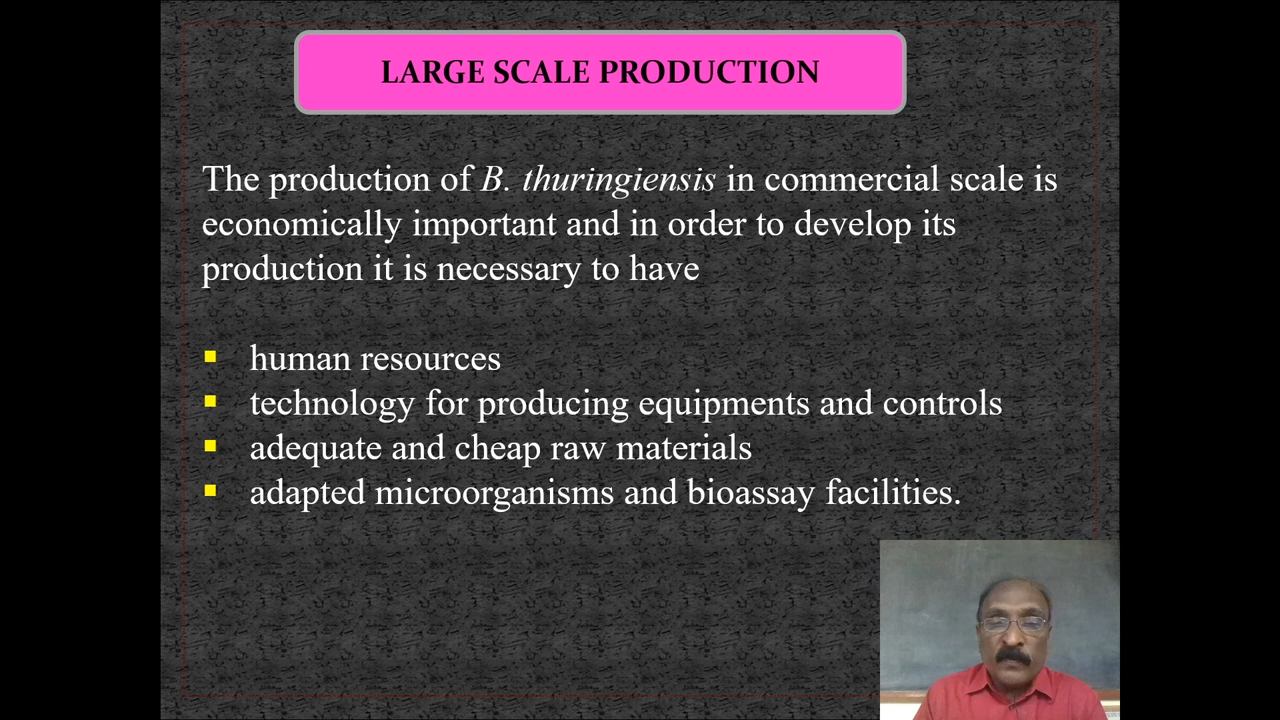 LARGE SCALE PRODUCTION
The production of B. thuringiensis in commercial scale is
economically important and in order to develop its
production it is necessary to have
human resources
technology for producing equipments and controls
adequate and cheap raw materials
adapted microorganisms and bioassay facilities.